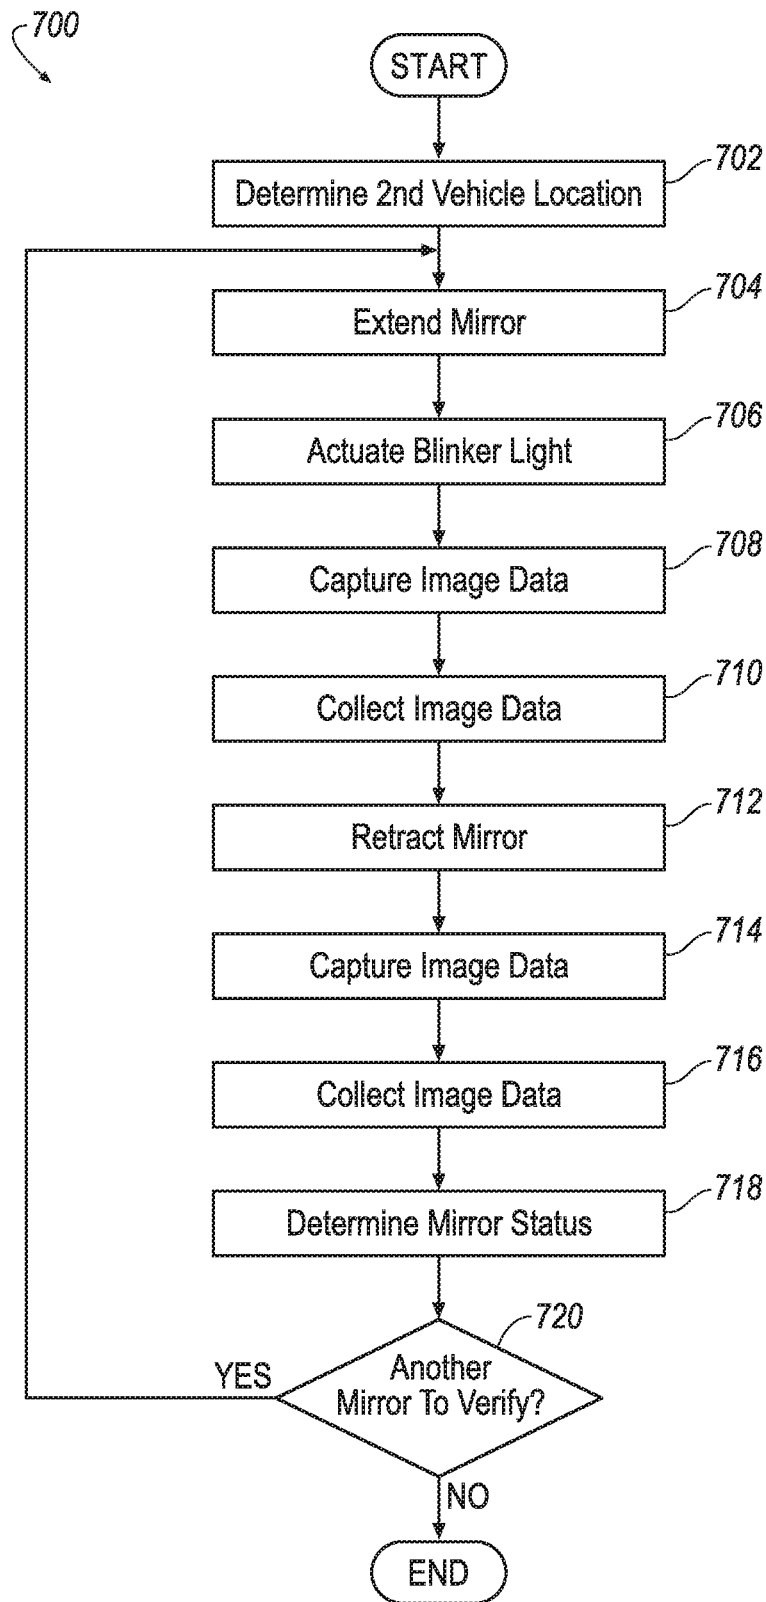 700
START
702
Determine 2nd Vehicle Location
704
Extend Mirror
706
Actuate Blinker Light
708
Capture Image Data
710
Collect Image Data
712
Retract Mirror
714
Capture Image Data
716
Collect Image Data
718
Determine Mirror Status
720
YES
Another
Mirror To Verify?
NO
END